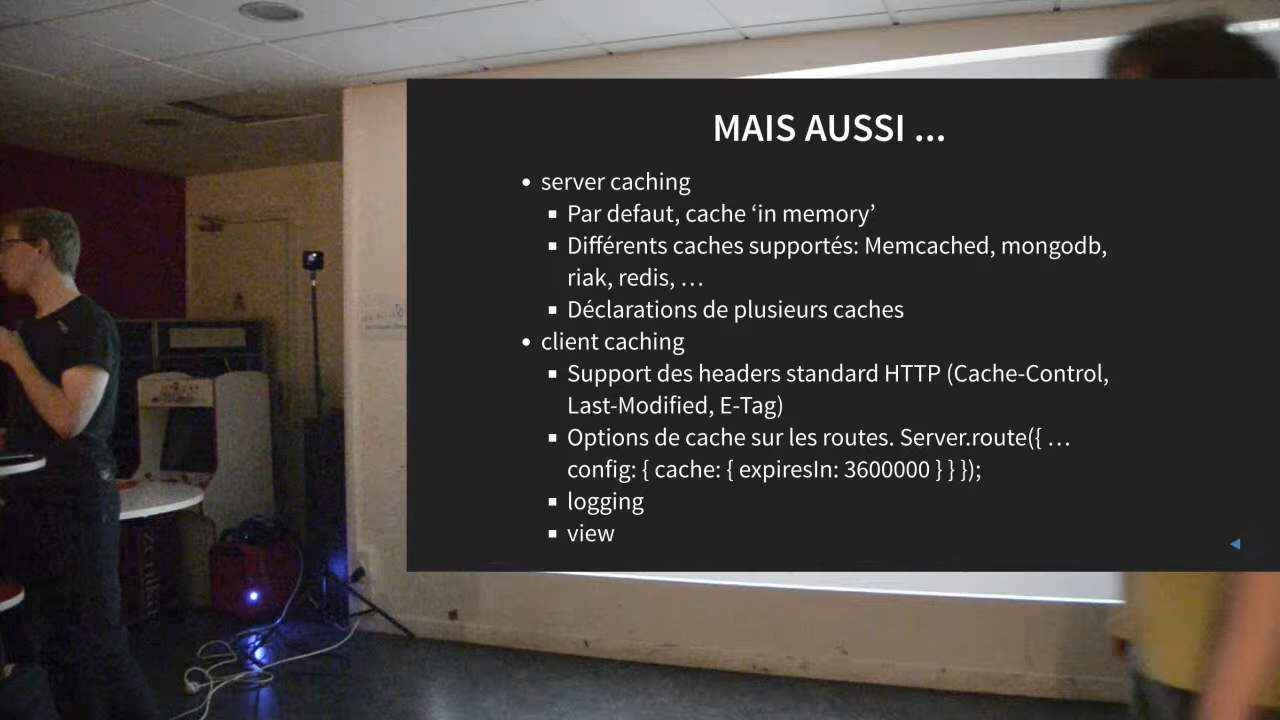 MAIS AUSSI ...
• server caching
▪ Par defaut, cache ‘in memory’
▪ Différents caches supportés: Memcached, mongodb,
riak, redis, …
▪ Déclarations de plusieurs caches
• client caching
▪ Support des headers standard HTTP (Cache-Control,
Last-Modified, E-Tag)
▪ Options de cache sur les routes. Server.route({ …
config: { cache: { expiresIn: 3600000 } } });
▪ logging
▪ view